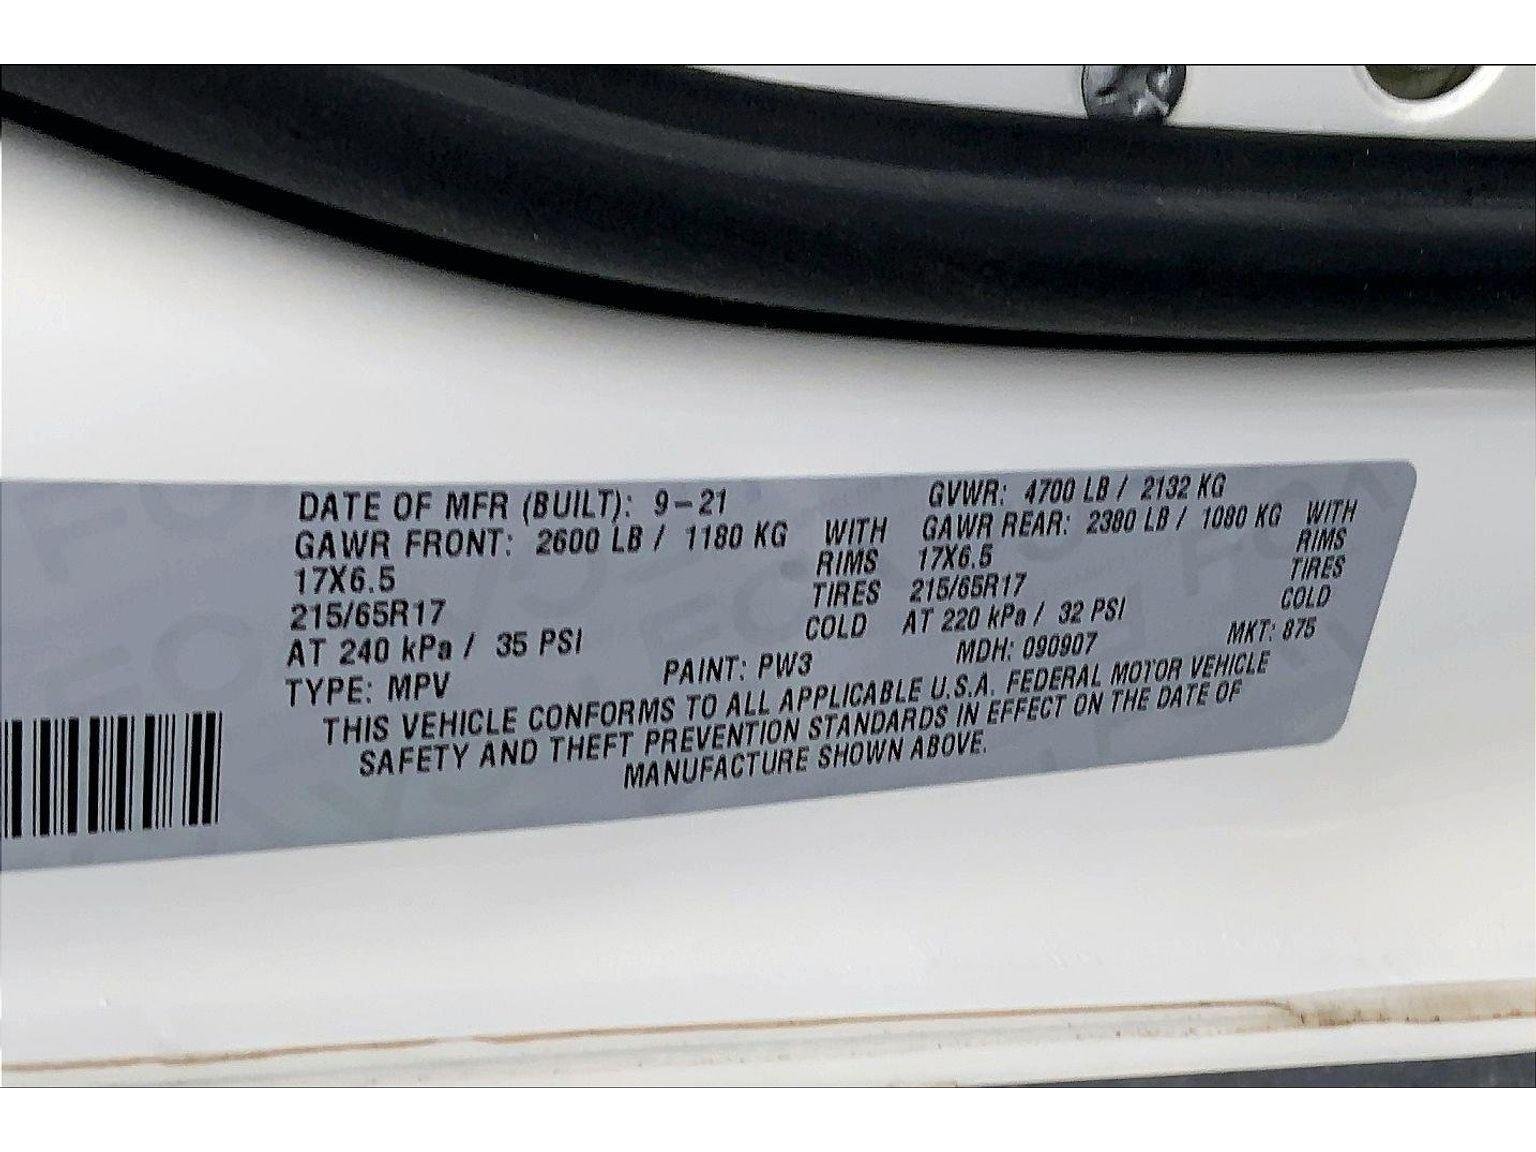 DATE OF MFR (BUILT): 9-21 GVWR: 4700 LB / 2132 KG
GAWR FRONT: 2600 LB / 1180 KG WITH GAWR REAR: 2380 LB / 1080 KG WITH
17X6.5 RIMS 17X6.5 RIMS
215/65R17 TIRES 215/65R17 TIRES
AT 240 kPa / 35 PSI COLD AT 220 kPa / 32 PSI COLD
TYPE: MPV PAINT: PW3 MDH: 090907 MKT: 875
THIS VEHICLE CONFORMS TO ALL APPLICABLE U.S.A. FEDERAL MOTOR VEHICLE
SAFETY AND THEFT PREVENTION STANDARDS IN EFFECT ON THE DATE OF
MANUFACTURE SHOWN ABOVE.